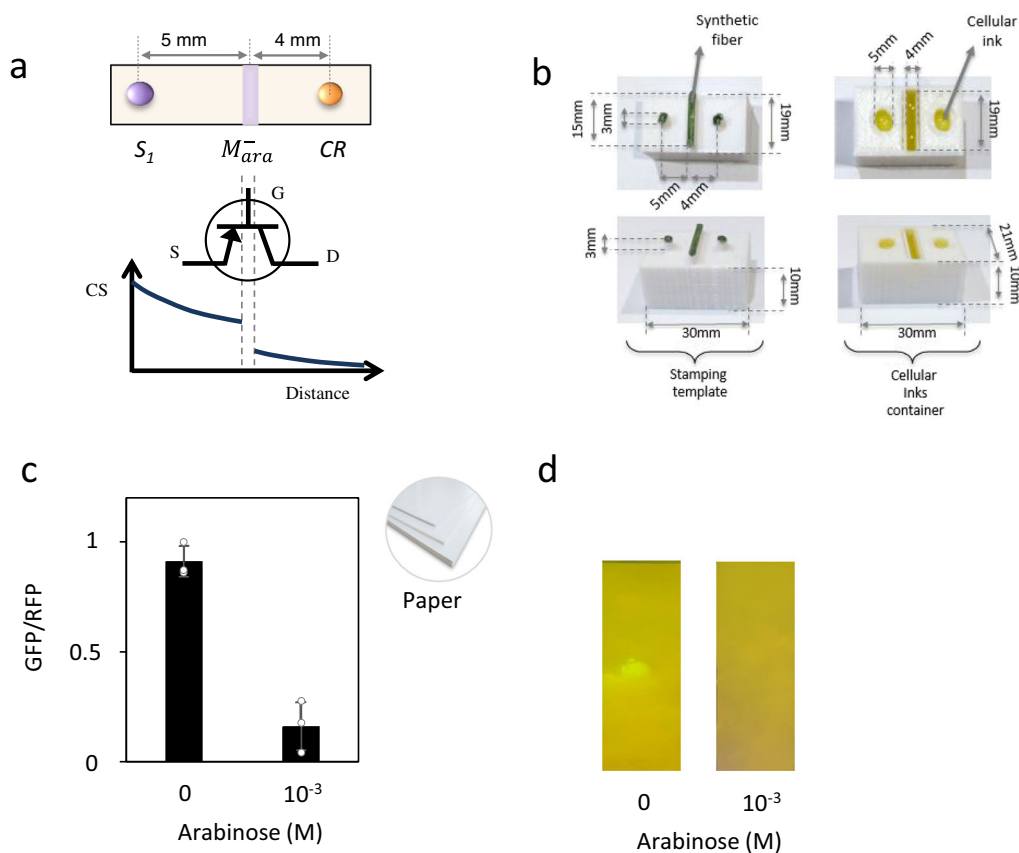 a
5 mm
4 mm
S₁
M⁻ara
CR
G
S
D
CS
Distance
b
Synthetic
fiber
15mm
3mm
19mm
5mm
4mm
3mm
10mm
30mm
Stamping
template
5mm
4mm
Cellular
ink
19mm
21mm
10mm
30mm
Cellular
Inks
container
c
GFP/RFP
1
0.5
0
0
10⁻³
Arabinose (M)
Paper
d
0
10⁻³
Arabinose (M)